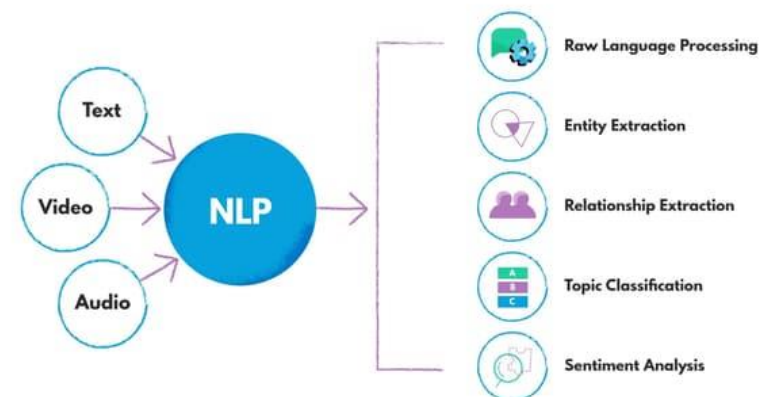 Text
Video
Audio
NLP
Raw Language Processing
Entity Extraction
Relationship Extraction
A
B
C
Topic Classification
Sentiment Analysis